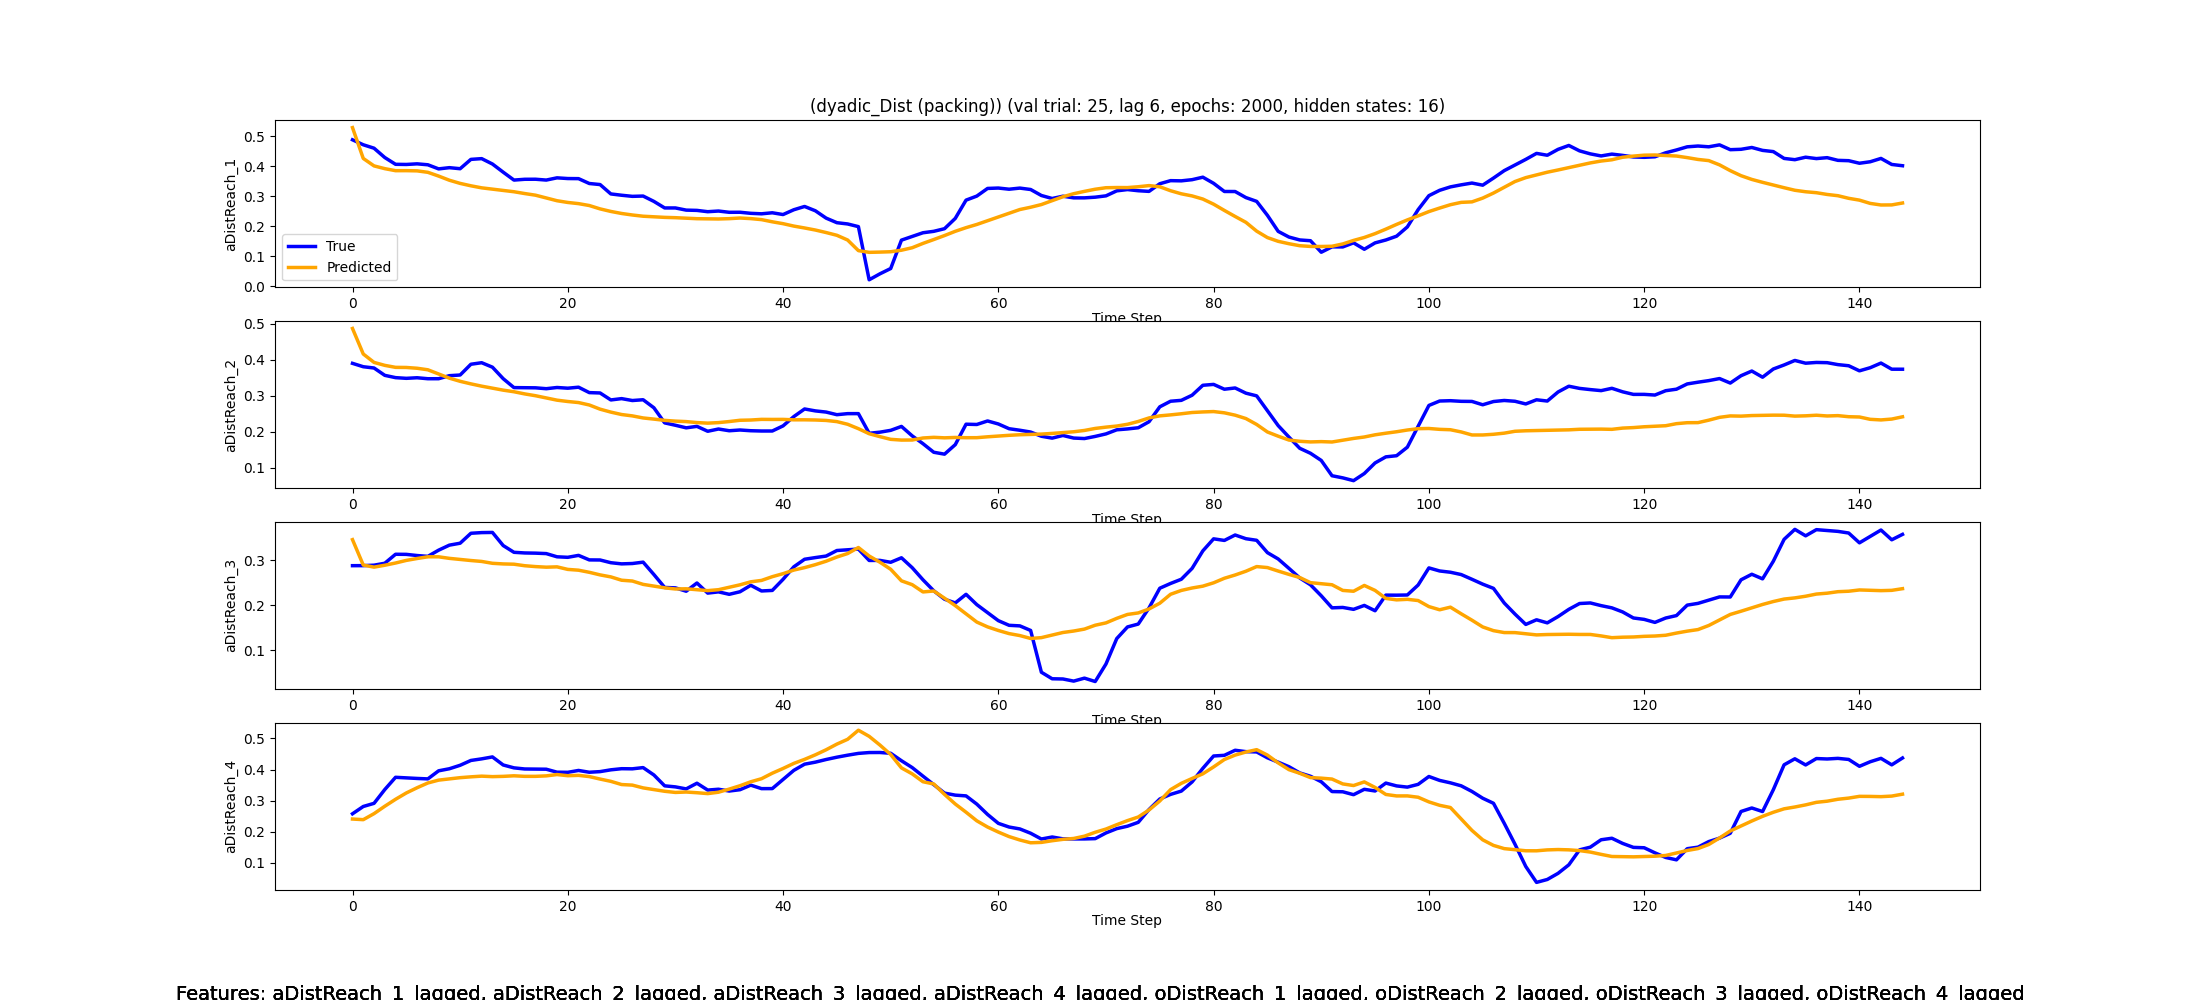 (dyadic_Dist (packing)) (val trial: 25, lag 6, epochs: 2000, hidden states: 16)
aDistReach_1
0.5
0.4
0.3
0.2
0.1
0.0
True
Predicted
0 20 40 60 80 100 120 140
Time Step
aDistReach_2
0.5
0.4
0.3
0.2
0.1
0 20 40 60 80 100 120 140
Time Step
aDistReach_3
0.3
0.2
0.1
0 20 40 60 80 100 120 140
Time Step
aDistReach_4
0.5
0.4
0.3
0.2
0.1
0 20 40 60 80 100 120 140
Time Step
Features: aDistReach_1_lagged, aDistReach_2_lagged, aDistReach_3_lagged, aDistReach_4_lagged, oDistReach_1_lagged, oDistReach_2_lagged, oDistReach_3_lagged, oDistReach_4_lagged